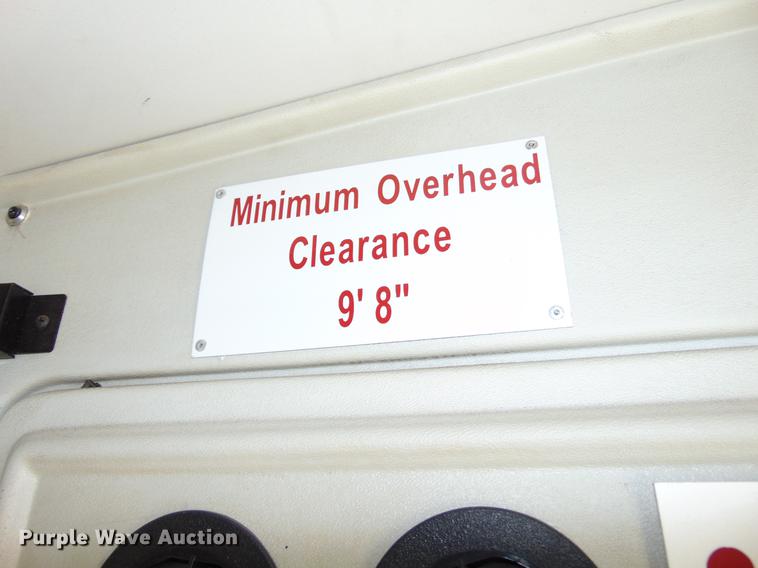 Minimum Overhead
Clearance
9' 8"
Purple Wave Auction